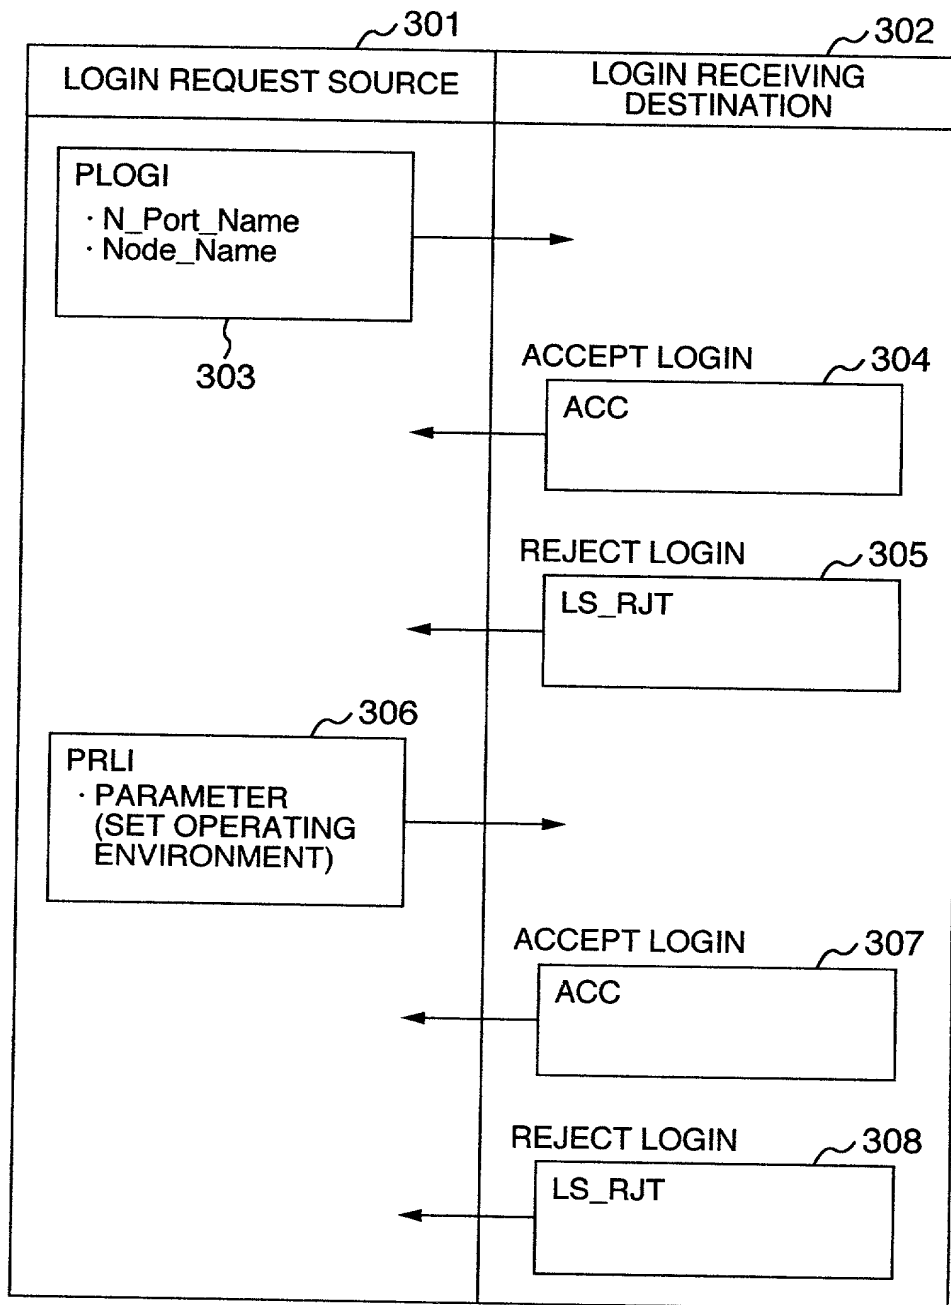 301
302
LOGIN REQUEST SOURCE
LOGIN RECEIVING
DESTINATION
PLOGI
· N_Port_Name
· Node_Name
303
ACCEPT LOGIN
304
ACC
REJECT LOGIN
305
LS_RJT
306
PRLI
· PARAMETER
(SET OPERATING
ENVIRONMENT)
ACCEPT LOGIN
307
ACC
REJECT LOGIN
308
LS_RJT